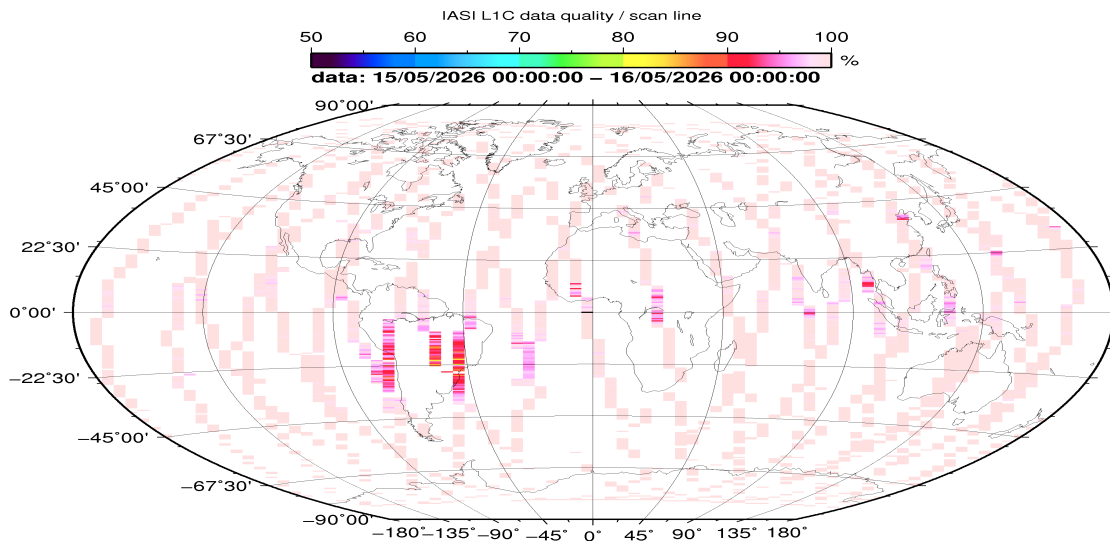 IASI L1C data quality / scan line
50 60 70 80 90 100
%
data: 15/05/2026 00:00:00 − 16/05/2026 00:00:00
90°00'
67°30'
45°00'
22°30'
0°00'
−22°30'
−45°00'
−67°30'
−90°00'
−180° −135° −90° −45° 0° 45° 90° 135° 180°